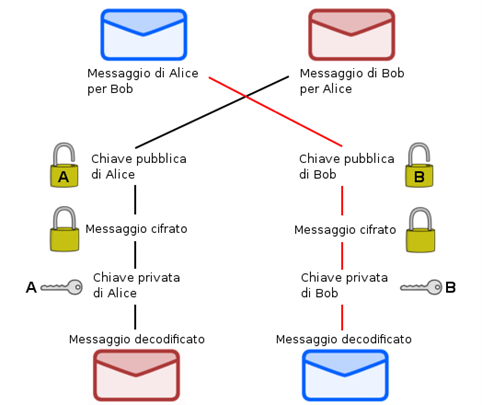 Messaggio di Alice
per Bob
Messaggio di Bob
per Alice
A
Chiave pubblica
di Alice
Chiave pubblica
di Bob
B
Messaggio cifrato
Messaggio cifrato
A
Chiave privata
di Alice
Chiave privata
di Bob
B
Messaggio decodificato
Messaggio decodificato